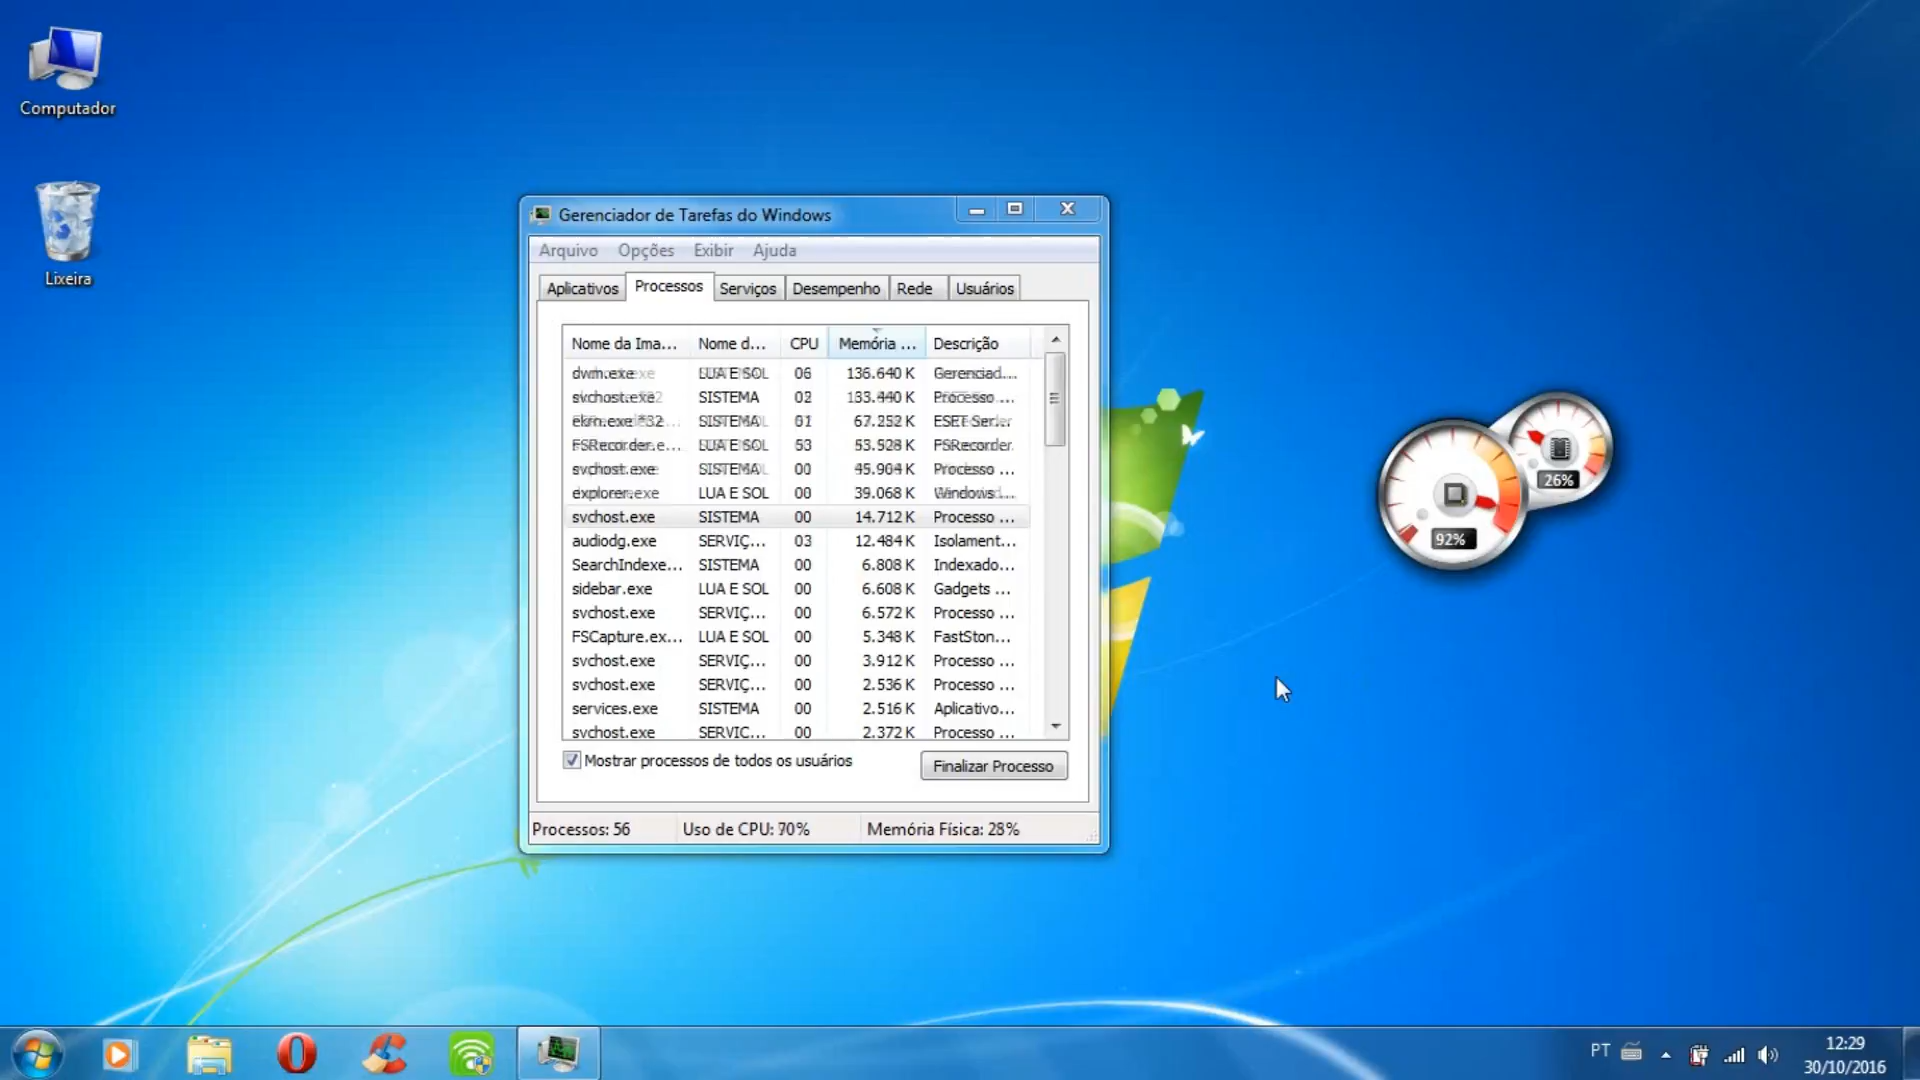 Computador
Lixeira
Gerenciador de Tarefas do Windows
Arquivo Opções Exibir Ajuda
Aplicativos Processos Serviços Desempenho Rede Usuários
Nome da Ima... Nome d... CPU Memória ... Descrição
dwm.exe LUA E SOL 06 136.640 K Gerenciad...
svchost.exe SISTEMA 02 133.440 K Processo ...
ekrn.exe *32 SISTEMA 01 67.252 K ESET Ser...
FSRecorder.e... LUA E SOL 53 53.528 K FSRecorder
svchost.exe SISTEMA 00 45.904 K Processo ...
explorer.exe LUA E SOL 00 39.068 K Windows ...
svchost.exe SISTEMA 00 14.712 K Processo ...
audiodg.exe SERVIÇ... 03 12.484 K Isolament...
SearchIndexe... SISTEMA 00 6.808 K Indexado...
sidebar.exe LUA E SOL 00 6.608 K Gadgets ...
svchost.exe SERVIÇ... 00 6.572 K Processo ...
FSCapture.ex... LUA E SOL 00 5.348 K FastSton...
svchost.exe SERVIÇ... 00 3.912 K Processo ...
svchost.exe SERVIÇ... 00 2.536 K Processo ...
services.exe SISTEMA 00 2.516 K Aplicativo...
svchost.exe SERVIÇ... 00 2.372 K Processo ...
Mostrar processos de todos os usuários Finalizar Processo
Processos: 56 Uso de CPU: 70% Memória Física: 28%
26%
92%
PT
12:29
30/10/2016